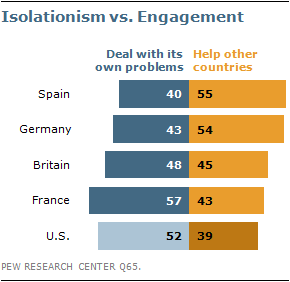 Isolationism vs. Engagement
Deal with its own problems
Help other countries
Spain 40 55
Germany 43 54
Britain 48 45
France 57 43
U.S. 52 39
PEW RESEARCH CENTER Q65.